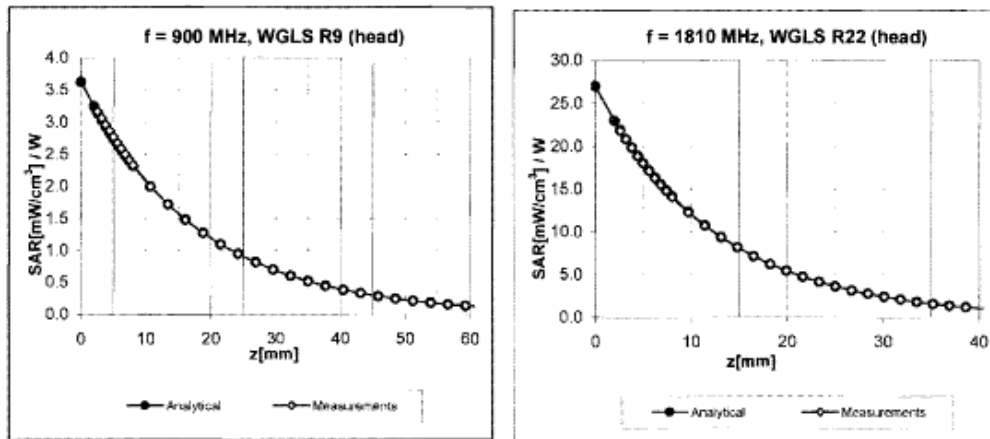 f = 900 MHz, WGLS R9 (head)
SAR[mW/cm³] / W
4.0
3.5
3.0
2.5
2.0
1.5
1.0
0.5
0.0
0 10 20 30 40 50 60
z[mm]
Analytical Measurements
f = 1810 MHz, WGLS R22 (head)
SAR[mW/cm³] / W
30.0
25.0
20.0
15.0
10.0
5.0
0.0
0 10 20 30 40
z[mm]
Analytical Measurements